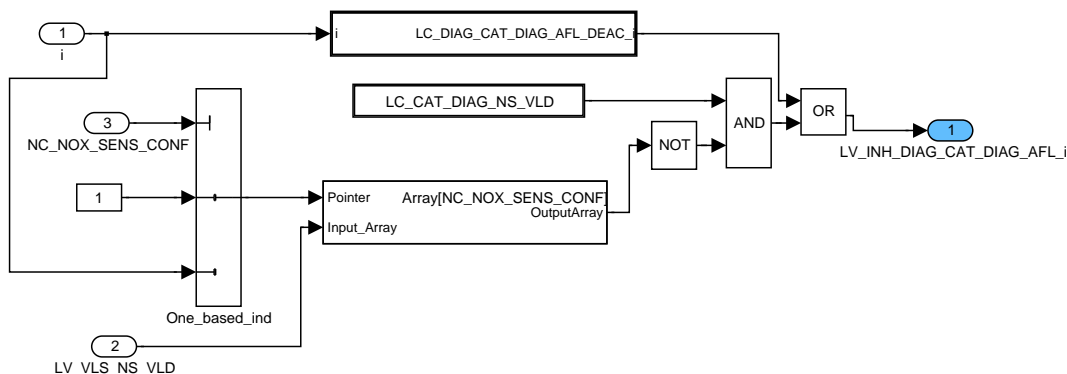 1
i
i
LC_DIAG_CAT_DIAG_AFL_DEAC_i
LC_CAT_DIAG_NS_VLD
AND
OR
1
LV_INH_DIAG_CAT_DIAG_AFL_i
3
NC_NOX_SENS_CONF
NOT
1
Pointer
Array[NC_NOX_SENS_CONF]
OutputArray
Input_Array
One_based_ind
2
LV_VLS_NS_VLD